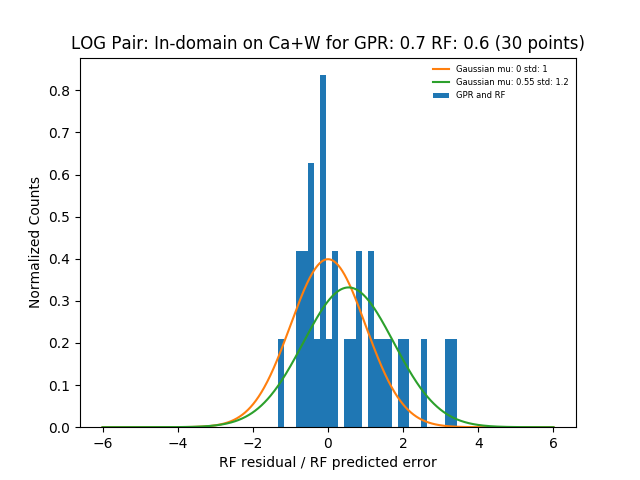 LOG Pair: In-domain on Ca+W for GPR: 0.7 RF: 0.6 (30 points)
Gaussian mu: 0 std: 1
Gaussian mu: 0.55 std: 1.2
GPR and RF
Normalized Counts
0.8
0.7
0.6
0.5
0.4
0.3
0.2
0.1
0.0
−6 −4 −2 0 2 4 6
RF residual / RF predicted error